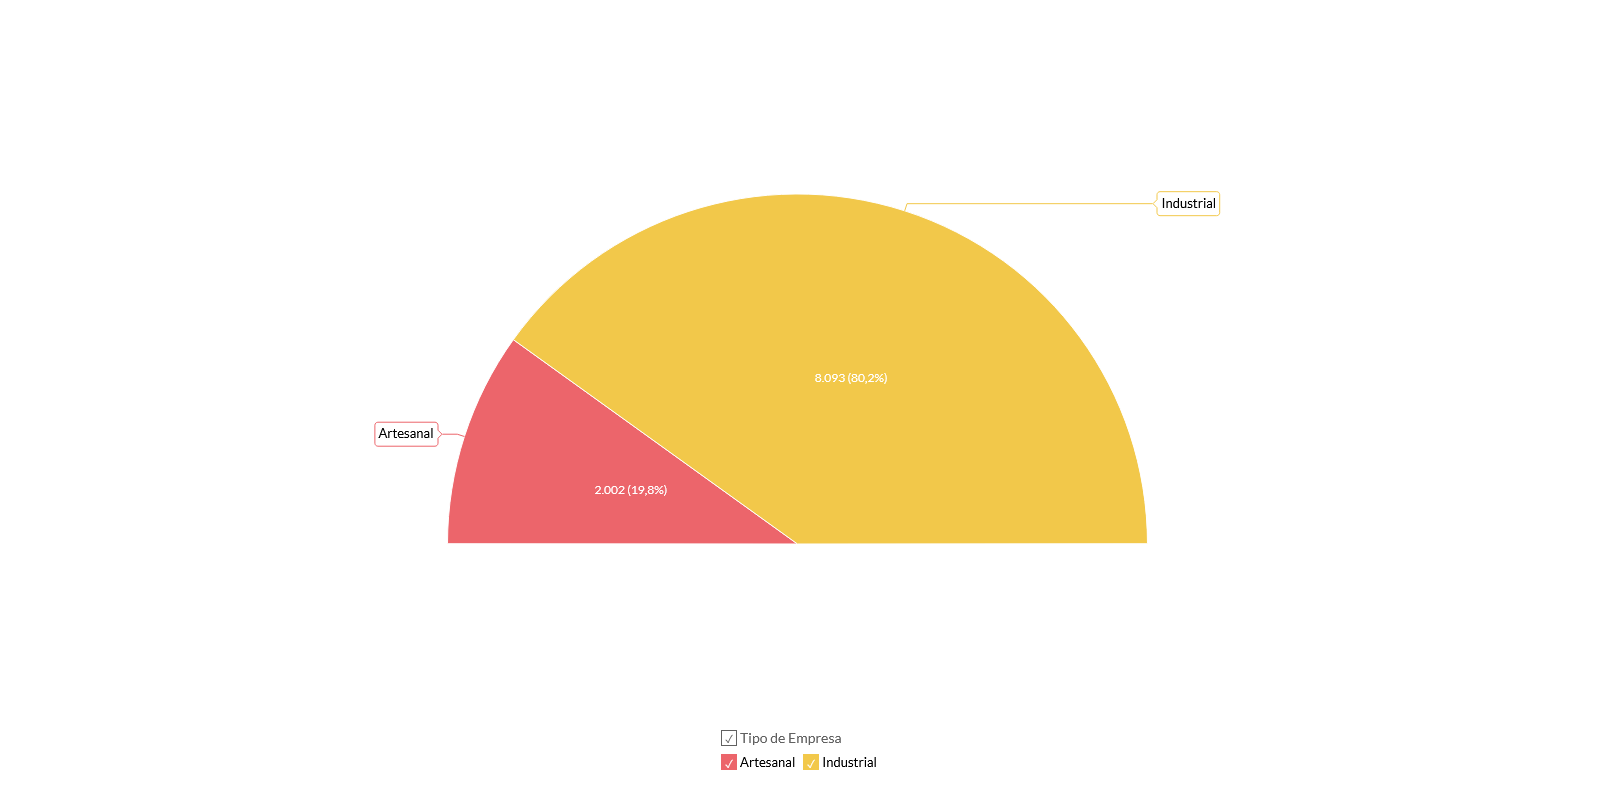 Industrial
8.093 (80,2%)
Artesanal
2.002 (19,8%)
Tipo de Empresa
Artesanal Industrial